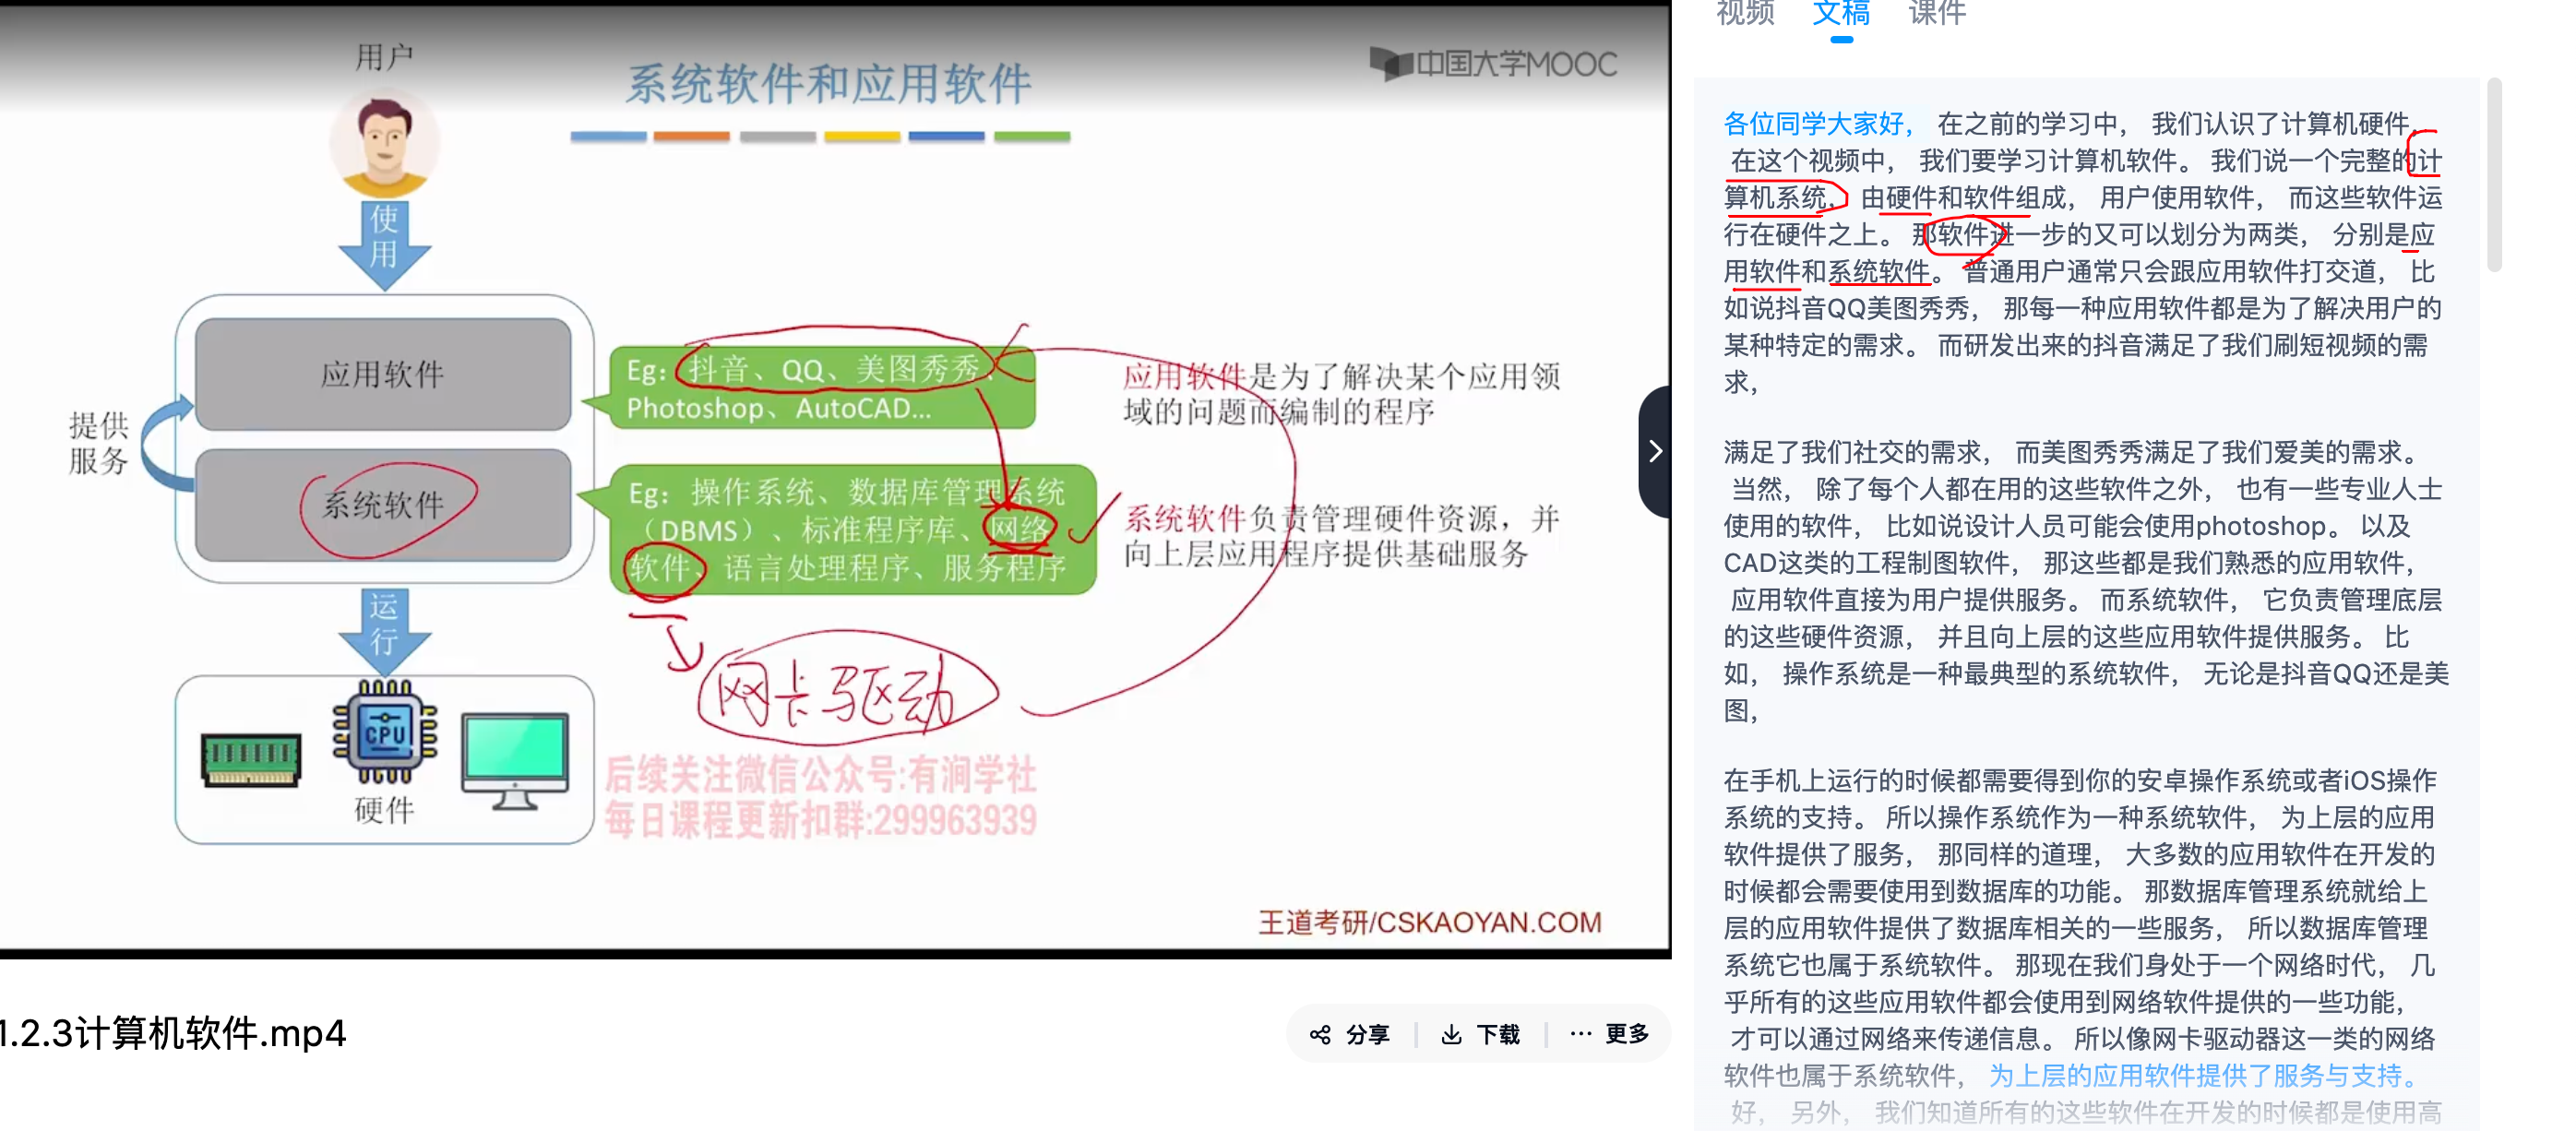 用户
系统软件和应用软件
中国大学MOOC
使
用
应用软件
Eg：抖音、QQ、美图秀秀、
Photoshop、AutoCAD...
应用软件是为了解决某个应用领
域的问题而编制的程序
提供
服务
系统软件
Eg：操作系统、数据库管理系统
（DBMS）、标准程序库、网络
软件、语言处理程序、服务程序
系统软件负责管理硬件资源，并
向上层应用程序提供基础服务
运
行
网卡驱动
CPU
硬件
后续关注微信公众号:有涧学社
每日课程更新扣群:299963939
王道考研/CSKAOYAN.COM
1.2.3计算机软件.mp4
分享
下载
更多
视频 文稿 课件
各位同学大家好， 在之前的学习中， 我们认识了计算机硬件，
在这个视频中， 我们要学习计算机软件。 我们说一个完整的计
算机系统， 由硬件和软件组成， 用户使用软件， 而这些软件运
行在硬件之上。 那软件进一步的又可以划分为两类， 分别是应
用软件和系统软件。 普通用户通常只会跟应用软件打交道， 比
如说抖音QQ美图秀秀， 那每一种应用软件都是为了解决用户的
某种特定的需求。 而研发出来的抖音满足了我们刷短视频的需
求，
满足了我们社交的需求， 而美图秀秀满足了我们爱美的需求。
当然， 除了每个人都在用的这些软件之外， 也有一些专业人士
使用的软件， 比如说设计人员可能会使用photoshop。 以及
CAD这类的工程制图软件， 那这些都是我们熟悉的应用软件，
应用软件直接为用户提供服务。 而系统软件， 它负责管理底层
的这些硬件资源， 并且向上层的这些应用软件提供服务。 比
如， 操作系统是一种最典型的系统软件， 无论是抖音QQ还是美
图，
在手机上运行的时候都需要得到你的安卓操作系统或者iOS操作
系统的支持。 所以操作系统作为一种系统软件， 为上层的应用
软件提供了服务， 那同样的道理， 大多数的应用软件在开发的
时候都会需要使用到数据库的功能。 那数据库管理系统就给上
层的应用软件提供了数据库相关的一些服务， 所以数据库管理
系统它也属于系统软件。 那现在我们身处于一个网络时代， 几
乎所有的这些应用软件都会使用到网络软件提供的一些功能，
才可以通过网络来传递信息。 所以像网卡驱动器这一类的网络
软件也属于系统软件， 为上层的应用软件提供了服务与支持。
好， 另外， 我们知道所有的这些软件在开发的时候都是使用高